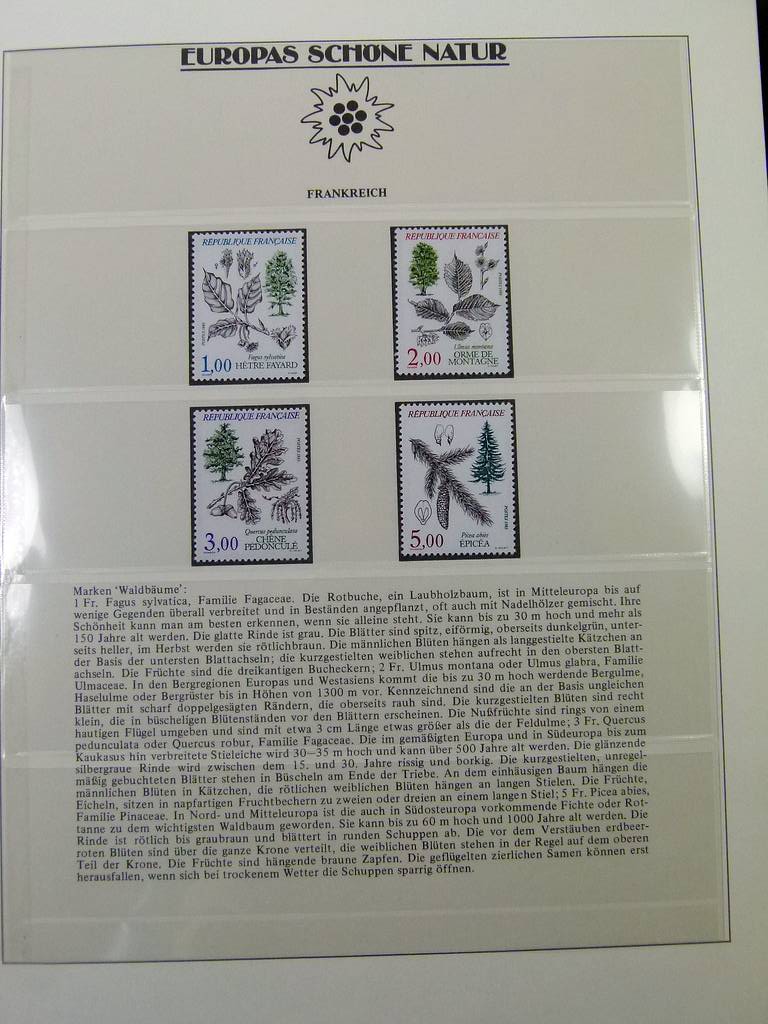 EUROPAS SCHÖNE NATUR
FRANKREICH
RÉPUBLIQUE FRANÇAISE
Fagus sylvatica
1,00 HÊTRE FAYARD
RÉPUBLIQUE FRANÇAISE
Ulmus montana
2,00 ORME DE
MONTAGNE
RÉPUBLIQUE FRANÇAISE
Quercus pedunculata
3,00 CHÊNE
PÉDONCULÉ
RÉPUBLIQUE FRANÇAISE
Picea abies
5,00 ÉPICÉA
Marken 'Waldbäume':
1 Fr. Fagus sylvatica, Familie Fagaceae. Die Rotbuche, ein Laubholzbaum, ist in Mitteleuropa bis auf
wenige Gegenden überall verbreitet und in Beständen angepflanzt, oft auch mit Nadelhölzer gemischt. Ihre
Schönheit kann man am besten erkennen, wenn sie alleine steht. Sie kann bis zu 30 m hoch und mehr als
150 Jahre alt werden. Die glatte Rinde ist grau. Die Blätter sind spitz, eiförmig, oberseits dunkelgrün, unter-
seits heller, im Herbst werden sie rötlichbraun. Die männlichen Blüten hängen als langgestielte Kätzchen an
der Basis der untersten Blattachseln; die kurzgestielten weiblichen stehen aufrecht in den obersten Blatt-
achseln. Die Früchte sind die dreikantigen Bucheckern; 2 Fr. Ulmus montana oder Ulmus glabra, Familie
Ulmaceae. In den Bergregionen Europas und Westasiens kommt die bis zu 30 m hoch werdende Bergulme,
Haselulme oder Bergrüster bis in Höhen von 1300 m vor. Kennzeichnend sind die an der Basis ungleichen
Blätter mit scharf doppelgesägten Rändern, die oberseits rauh sind. Die kurzgestielten Blüten sind recht
klein, die in büscheligen Blütenständen vor den Blättern erscheinen. Die Nußfrüchte sind rings von einem
hautigen Flügel umgeben und sind mit etwa 3 cm Länge etwas größer als die der Feldulme; 3 Fr. Quercus
pedunculata oder Quercus robur, Familie Fagaceae. Die im gemäßigten Europa und in Südeuropa bis zum
Kaukasus hin verbreitete Stieleiche wird 30–35 m hoch und kann über 500 Jahre alt werden. Die glänzende
silbergraue Rinde wird zwischen dem 15. und 30. Jahre rissig und borkig. Die kurzgestielten, unregel-
mäßig gebuchteten Blätter stehen in Büscheln am Ende der Triebe. An dem einhäusigen Baum hängen die
männlichen Blüten in Kätzchen, die rötlichen weiblichen Blüten hängen an langen Stielen. Die Früchte,
Eicheln, sitzen in napfartigen Fruchtbechern zu zweien oder dreien an einem langen Stiel; 5 Fr. Picea abies,
Familie Pinaceae. In Nord- und Mitteleuropa ist die auch in Südosteuropa vorkommende Fichte oder Rot-
tanne zu dem wichtigsten Waldbaum geworden. Sie kann bis zu 60 m hoch und 1000 Jahre alt werden. Die
Rinde ist rötlich bis graubraun und blättert in runden Schuppen ab. Die vor dem Verstäuben erdbeer-
roten Blüten sind über die ganze Krone verteilt, die weiblichen Blüten stehen in der Regel auf dem oberen
Teil der Krone. Die Früchte sind hängende braune Zapfen. Die geflügelten zierlichen Samen können erst
herausfallen, wenn sich bei trockenem Wetter die Schuppen sparrig öffnen.